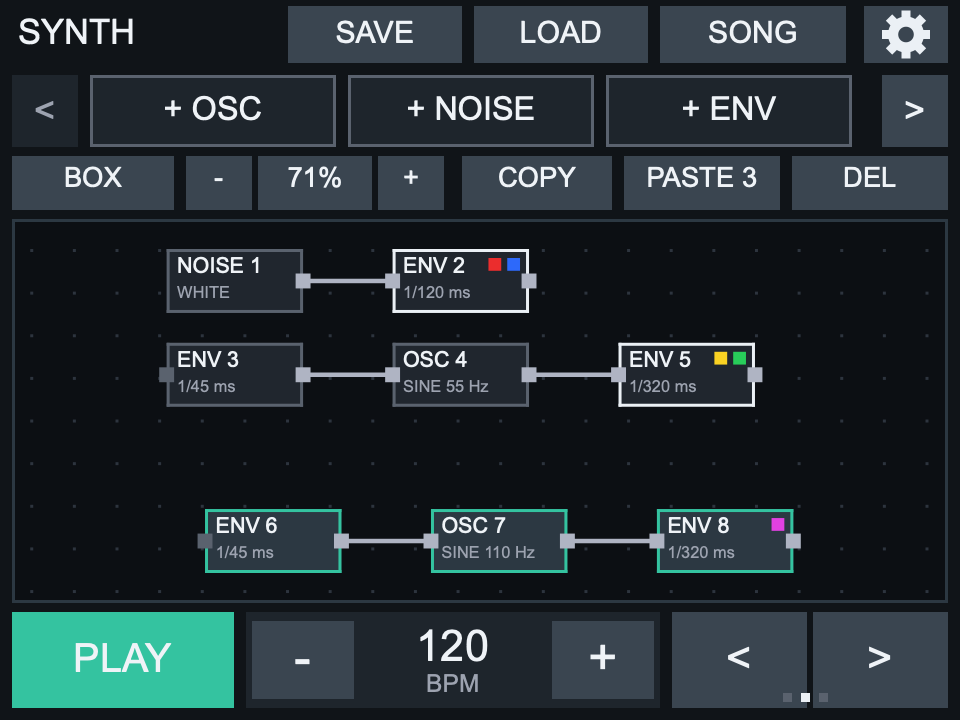 SYNTH SAVE LOAD SONG
< + OSC + NOISE + ENV >
BOX - 71% + COPY PASTE 3 DEL
NOISE 1 ENV 2
WHITE 1/120 ms
ENV 3 OSC 4 ENV 5
1/45 ms SINE 55 Hz 1/320 ms
ENV 6 OSC 7 ENV 8
1/45 ms SINE 110 Hz 1/320 ms
PLAY - 120 + < >
BPM